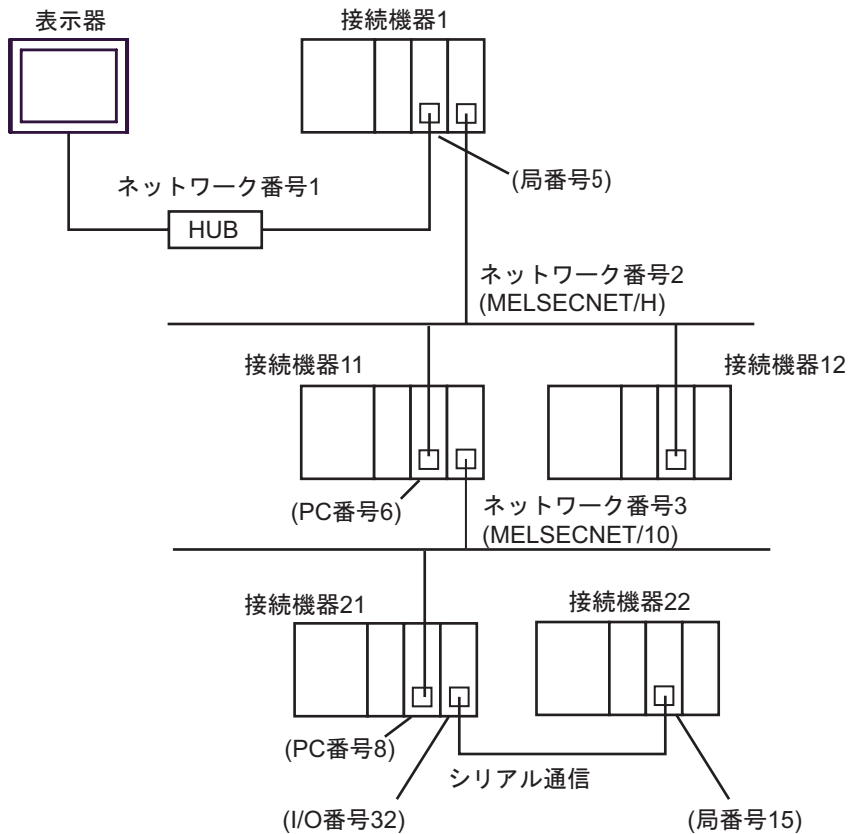 表示器
接続機器1
(局番号5)
ネットワーク番号1
HUB
ネットワーク番号2
(MELSECNET/H)
接続機器11
接続機器12
(PC番号6)
ネットワーク番号3
(MELSECNET/10)
接続機器21
接続機器22
(PC番号8)
シリアル通信
(I/O番号32)
(局番号15)